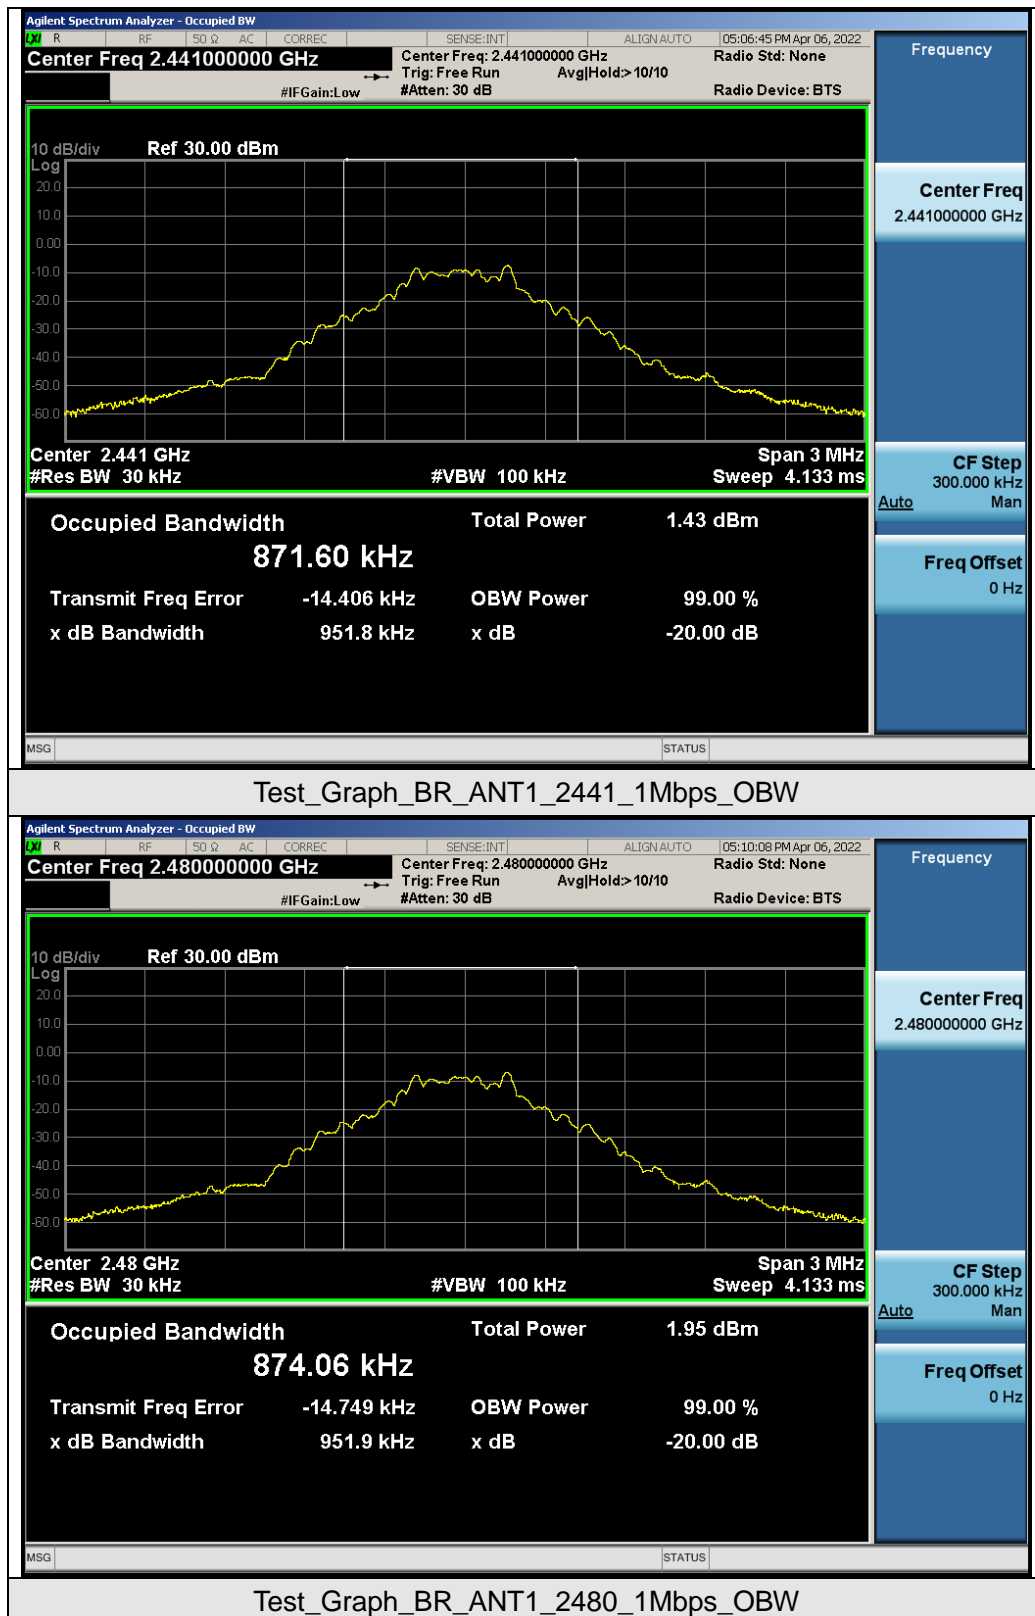 Agilent Spectrum Analyzer - Occupied BW
LXI R RF 50 Ω AC CORREC SENSE:INT ALIGN AUTO 05:06:45 PM Apr 06, 2022
Center Freq 2.441000000 GHz Center Freq: 2.441000000 GHz Radio Std: None Frequency
Trig: Free Run Avg|Hold:> 10/10
#IFGain:Low #Atten: 30 dB Radio Device: BTS
10 dB/div Ref 30.00 dBm
Log
20.0
10.0
0.00
-10.0
-20.0
-30.0
-40.0
-50.0
-60.0
Center Freq
2.441000000 GHz
Center 2.441 GHz Span 3 MHz
#Res BW 30 kHz #VBW 100 kHz Sweep 4.133 ms
CF Step
300.000 kHz
Auto Man
Occupied Bandwidth Total Power 1.43 dBm
871.60 kHz
Freq Offset
0 Hz
Transmit Freq Error -14.406 kHz OBW Power 99.00 %
x dB Bandwidth 951.8 kHz x dB -20.00 dB
MSG STATUS
Test_Graph_BR_ANT1_2441_1Mbps_OBW
Agilent Spectrum Analyzer - Occupied BW
LXI R RF 50 Ω AC CORREC SENSE:INT ALIGN AUTO 05:10:08 PM Apr 06, 2022
Center Freq 2.480000000 GHz Center Freq: 2.480000000 GHz Radio Std: None Frequency
Trig: Free Run Avg|Hold:> 10/10
#IFGain:Low #Atten: 30 dB Radio Device: BTS
10 dB/div Ref 30.00 dBm
Log
20.0
10.0
0.00
-10.0
-20.0
-30.0
-40.0
-50.0
-60.0
Center Freq
2.480000000 GHz
Center 2.48 GHz Span 3 MHz
#Res BW 30 kHz #VBW 100 kHz Sweep 4.133 ms
CF Step
300.000 kHz
Auto Man
Occupied Bandwidth Total Power 1.95 dBm
874.06 kHz
Freq Offset
0 Hz
Transmit Freq Error -14.749 kHz OBW Power 99.00 %
x dB Bandwidth 951.9 kHz x dB -20.00 dB
MSG STATUS
Test_Graph_BR_ANT1_2480_1Mbps_OBW